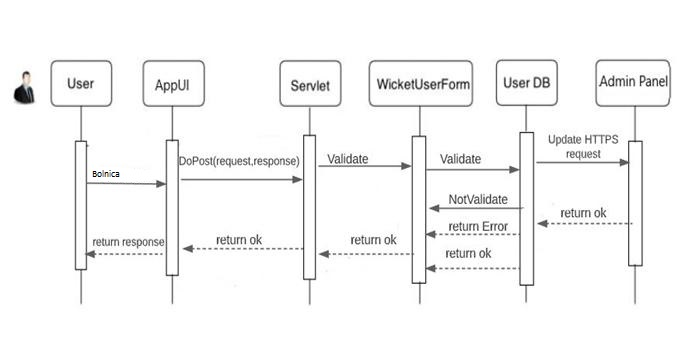 User
AppUI
Servlet
WicketUserForm
User DB
Admin Panel
Bolnica
DoPost(request,response)
Validate
Validate
Update HTTPS
request
NotValidate
return Error
return ok
return ok
return response
return ok
return ok